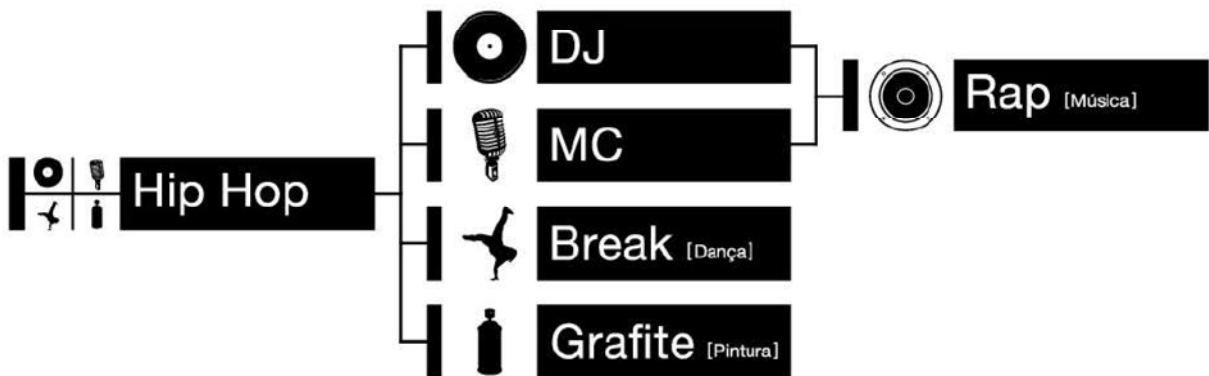 DJ
MC
Rap [Música]
Hip Hop
Break [Dança]
Grafite [Pintura]